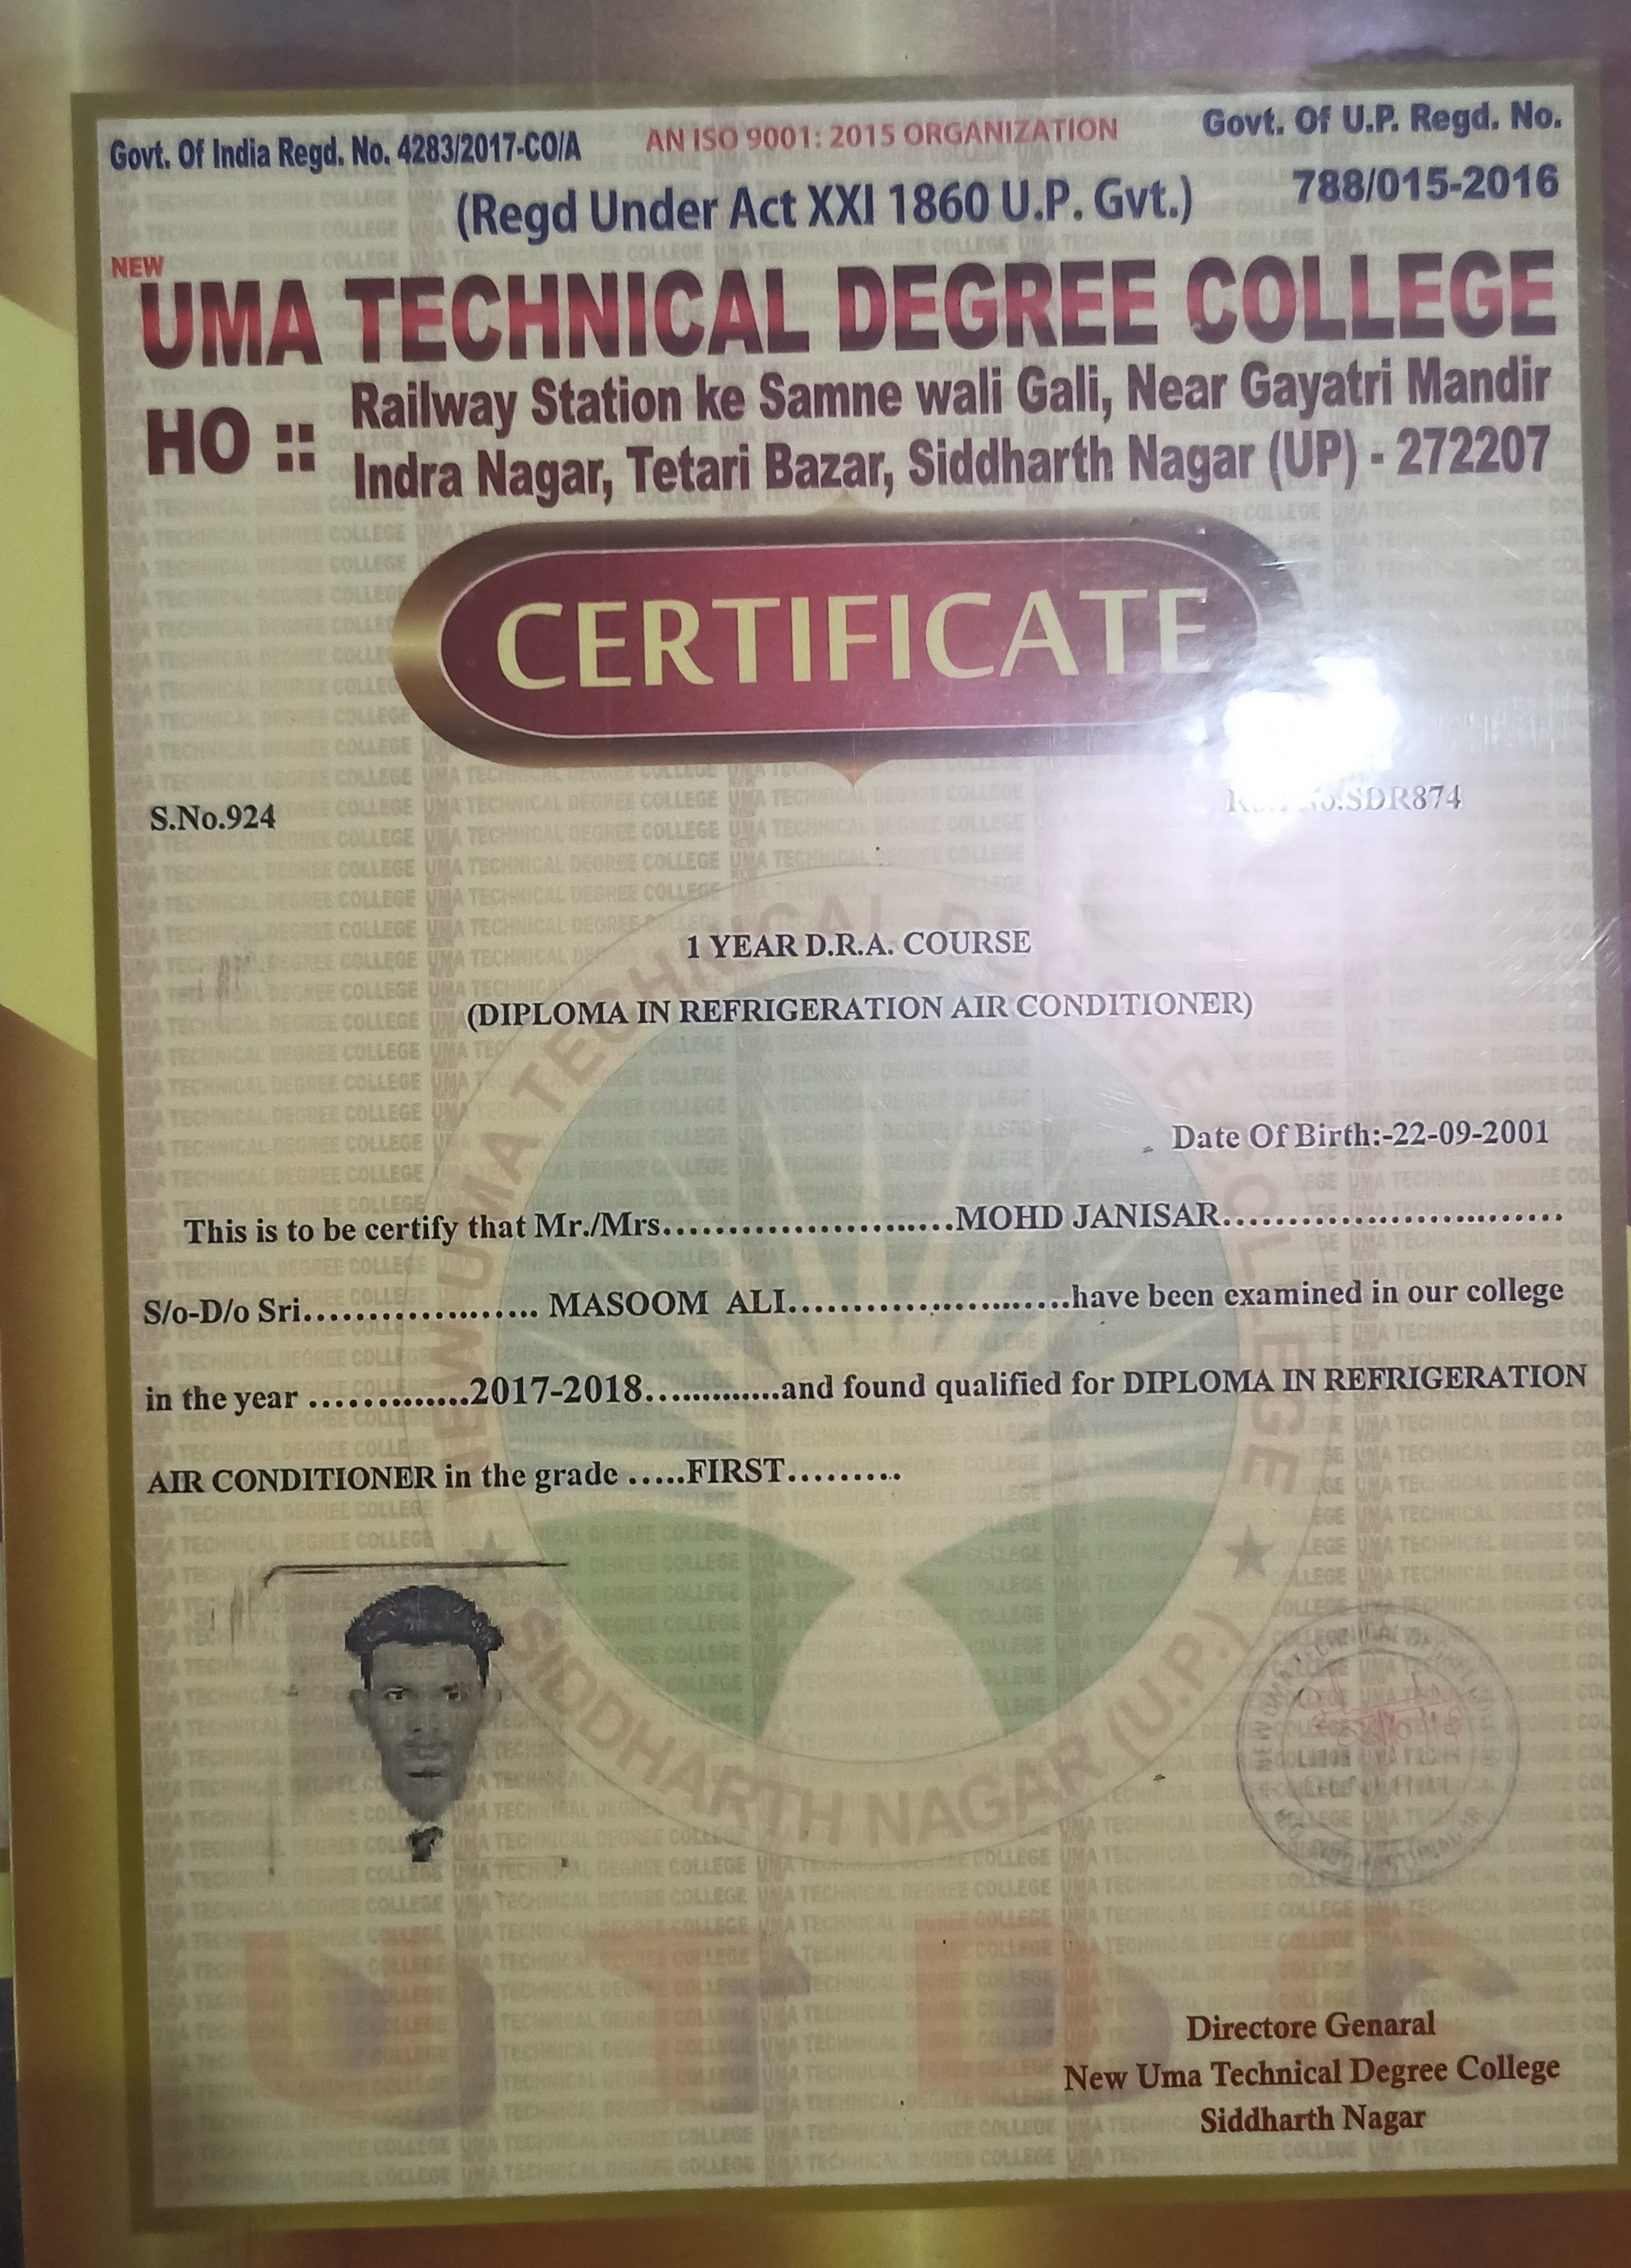 Govt. Of India Regd. No. 4283/2017-CO/A
AN ISO 9001: 2015 ORGANIZATION
Govt. Of U.P. Regd. No.
788/015-2016
(Regd Under Act XXI 1860 U.P. Gvt.)
NEW
UMA TECHNICAL DEGREE COLLEGE
HO :: Railway Station ke Samne wali Gali, Near Gayatri Mandir
Indra Nagar, Tetari Bazar, Siddharth Nagar (UP) - 272207
CERTIFICATE
S.No.924
No.SDR874
1 YEAR D.R.A. COURSE
(DIPLOMA IN REFRIGERATION AIR CONDITIONER)
Date Of Birth:-22-09-2001
This is to be certify that Mr./Mrs.........................MOHD JANISAR..............................
S/o-D/o Sri........................ MASOOM ALI............................have been examined in our college
in the year ................2017-2018..............and found qualified for DIPLOMA IN REFRIGERATION
AIR CONDITIONER in the grade .....FIRST..........
NEW UMA TECHNICAL DEGREE COLLEGE
SIDDHARTH NAGAR (U.P.)
Directore Genaral
New Uma Technical Degree College
Siddharth Nagar